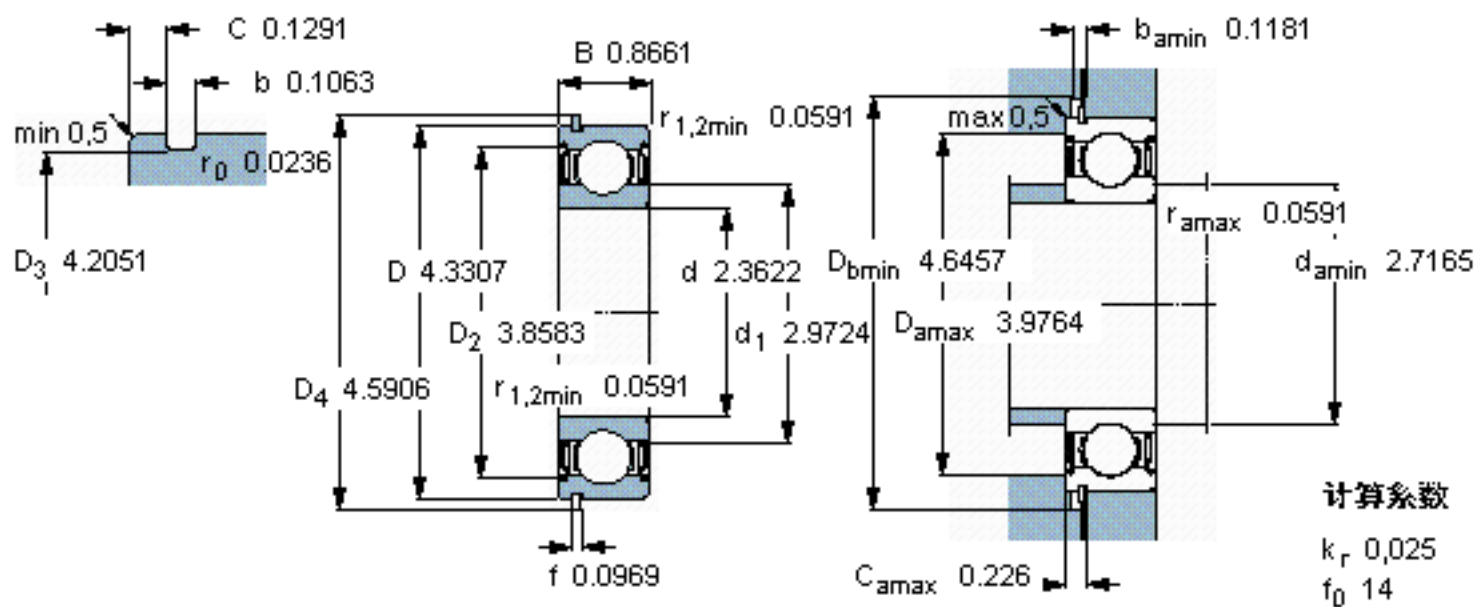 C 0.1291
b 0.1063
min 0,5
r0 0.0236
D3 4.2051
B 0.8661
r1,2min 0.0591
D 4.3307
d 2.3622
D2 3.8583
d1 2.9724
D4 4.5906
r1,2min 0.0591
f 0.0969
bamin 0.1181
max 0,5
ramax 0.0591
Dbmin 4.6457
damin 2.7165
Damax 3.9764
Camax 0.226
计算系数
kr 0,025
f0 14